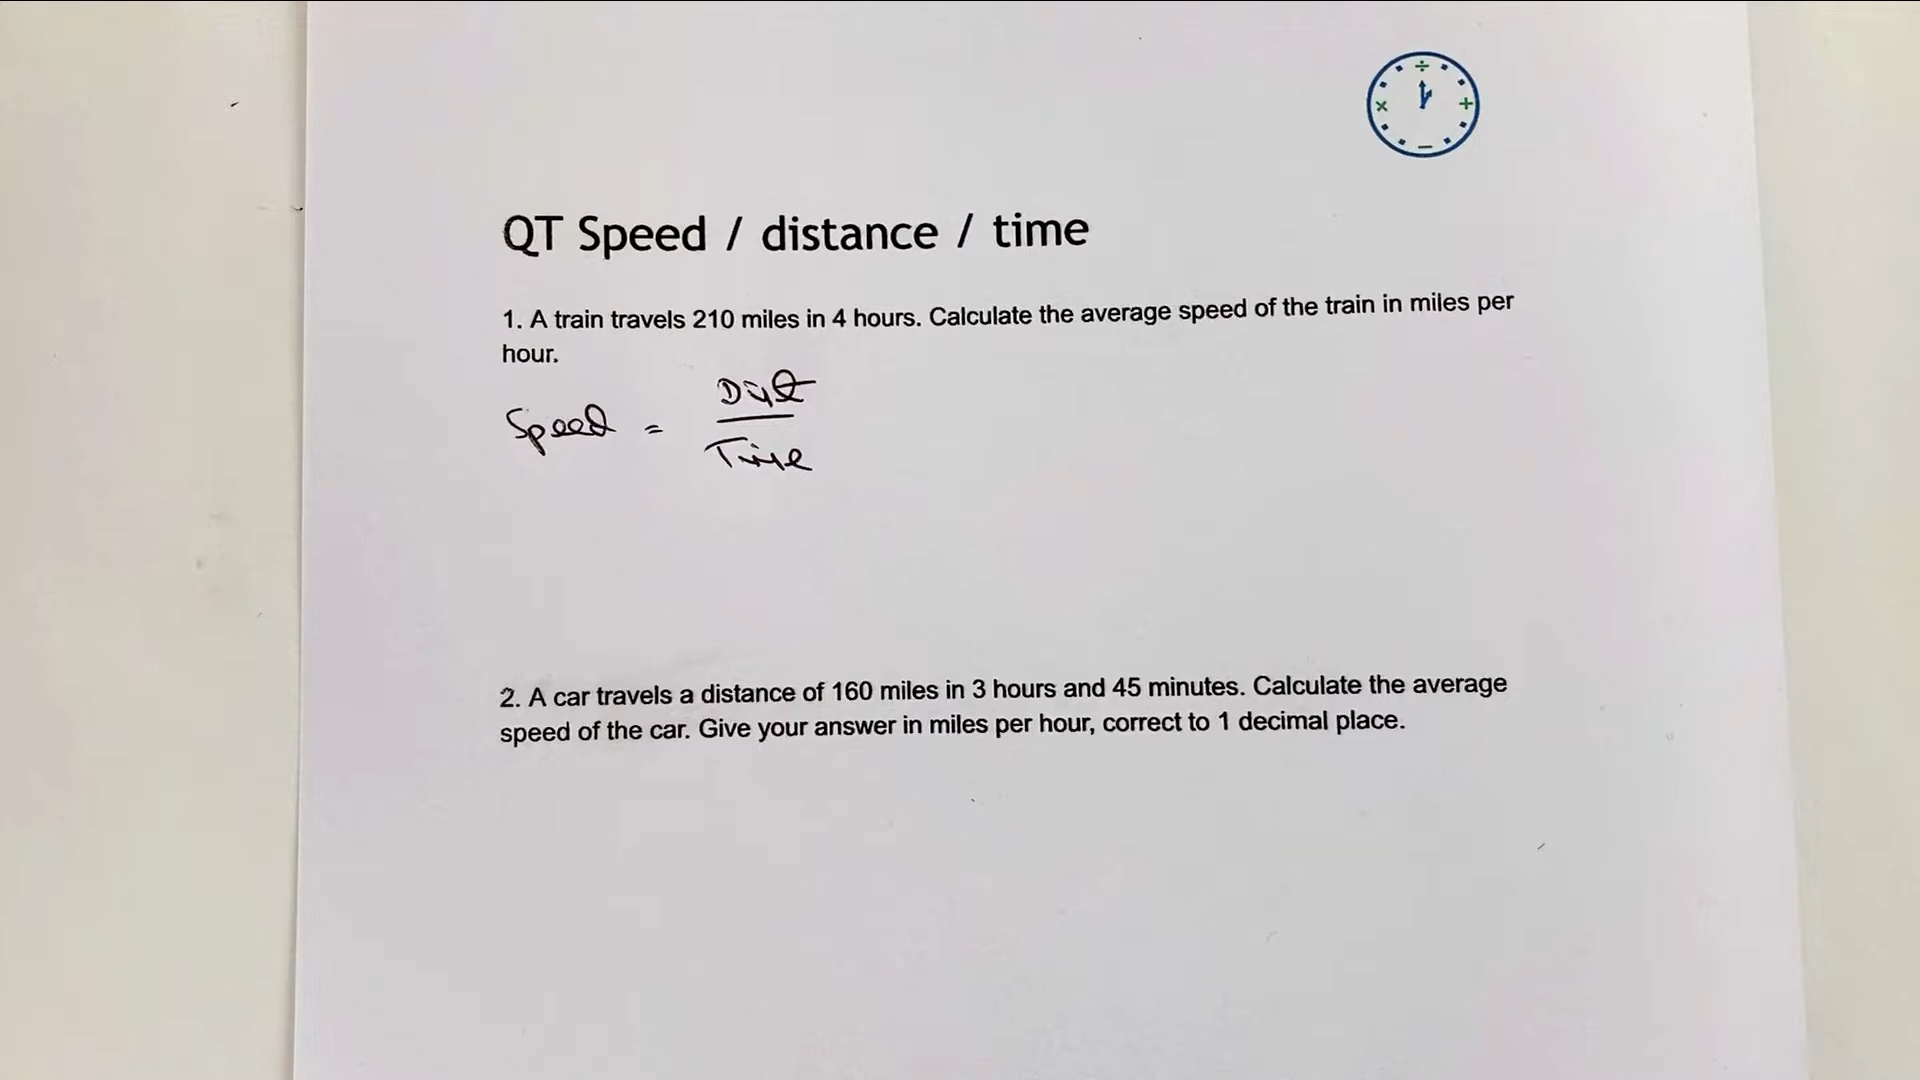 QT Speed / distance / time
1. A train travels 210 miles in 4 hours. Calculate the average speed of the train in miles per
hour.
Speed = Dist
Time
2. A car travels a distance of 160 miles in 3 hours and 45 minutes. Calculate the average
speed of the car. Give your answer in miles per hour, correct to 1 decimal place.